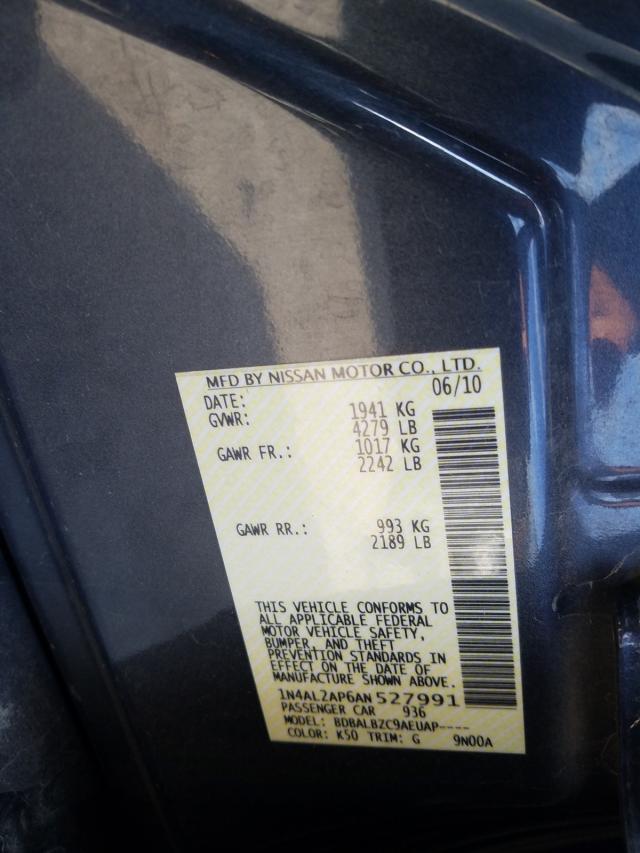 MFD BY NISSAN MOTOR CO., LTD.
DATE: 06/10
GVWR: 1941 KG
4279 LB
GAWR FR.: 1017 KG
2242 LB
GAWR RR.: 993 KG
2189 LB
THIS VEHICLE CONFORMS TO
ALL APPLICABLE FEDERAL
MOTOR VEHICLE SAFETY,
BUMPER, AND THEFT
PREVENTION STANDARDS IN
EFFECT ON THE DATE OF
MANUFACTURE SHOWN ABOVE.
1N4AL2AP6AN527991
PASSENGER CAR 936
MODEL: BDBALBZC9AEUAP----
COLOR: K50 TRIM: G 9N00A